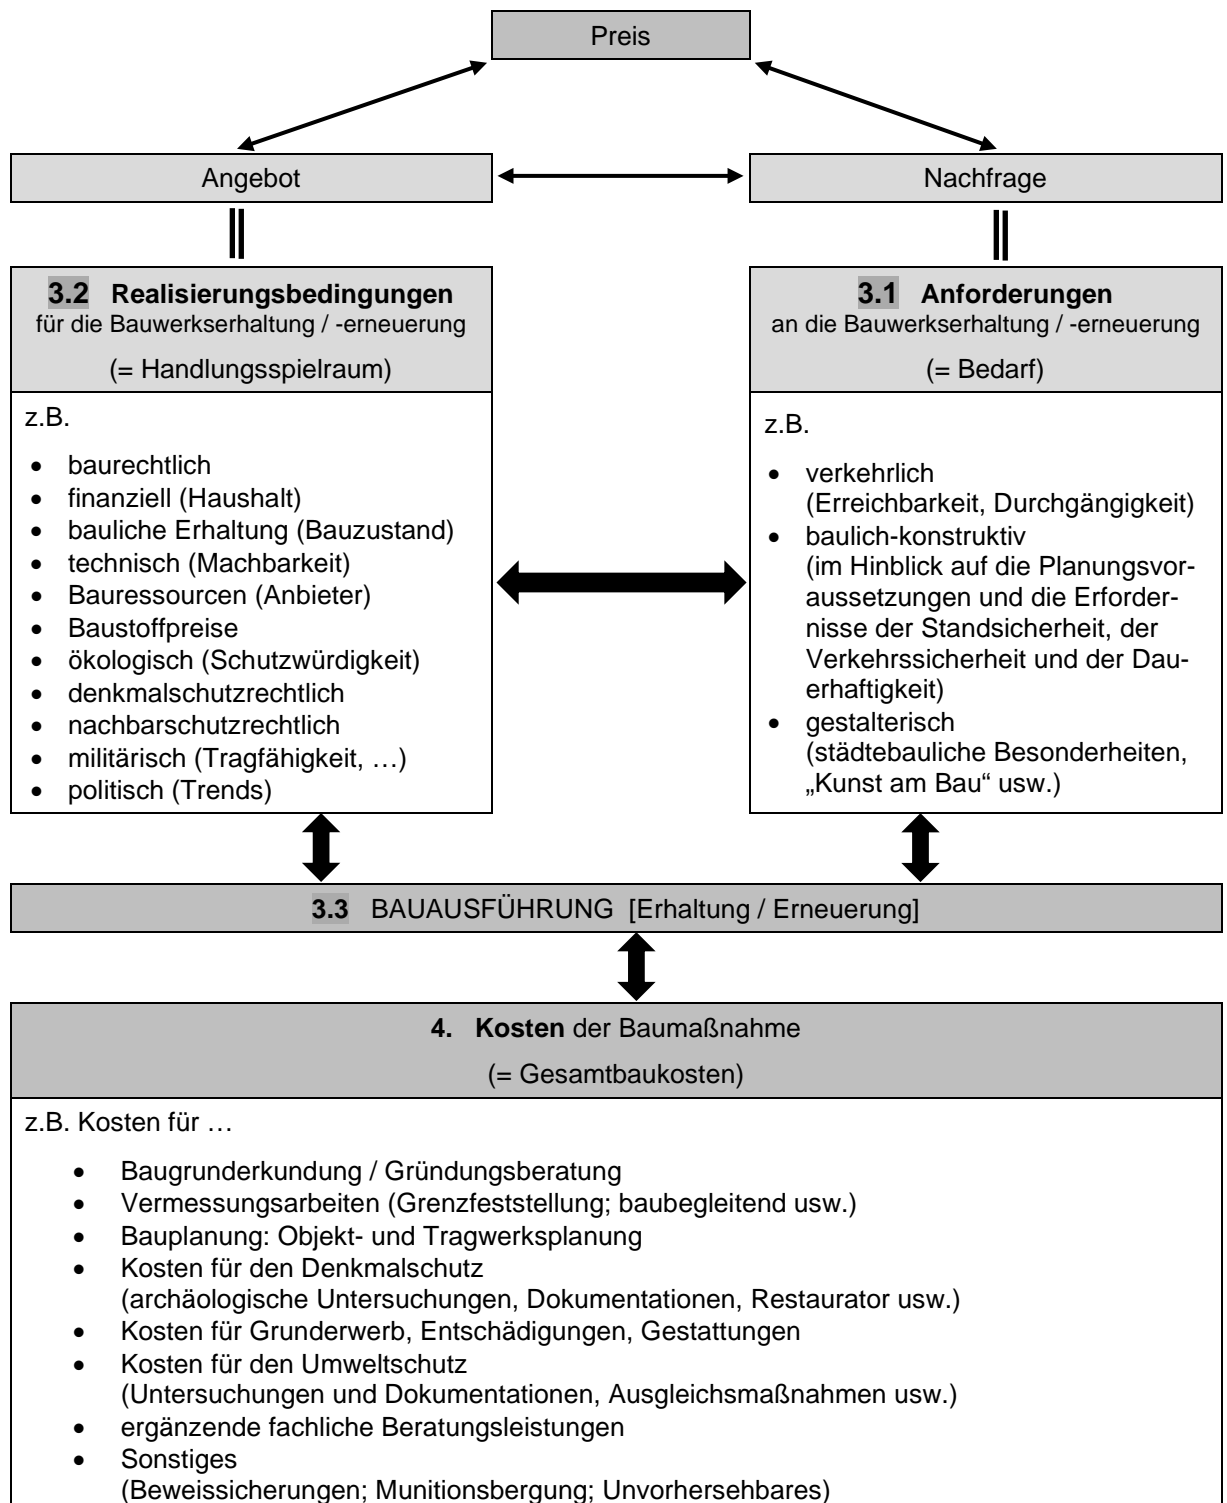 Preis
Angebot
Nachfrage
3.2 Realisierungsbedingungen
für die Bauwerkserhaltung / -erneuerung
(= Handlungsspielraum)
z.B.
• baurechtlich
• finanziell (Haushalt)
• bauliche Erhaltung (Bauzustand)
• technisch (Machbarkeit)
• Bauressourcen (Anbieter)
• Baustoffpreise
• ökologisch (Schutzwürdigkeit)
• denkmalschutzrechtlich
• nachbarschutzrechtlich
• militärisch (Tragfähigkeit, …)
• politisch (Trends)
3.1 Anforderungen
an die Bauwerkserhaltung / -erneuerung
(= Bedarf)
z.B.
• verkehrlich
(Erreichbarkeit, Durchgängigkeit)
• baulich-konstruktiv
(im Hinblick auf die Planungsvor-
aussetzungen und die Erforder-
nisse der Standsicherheit, der
Verkehrssicherheit und der Dau-
erhaftigkeit)
• gestalterisch
(städtebauliche Besonderheiten,
„Kunst am Bau“ usw.)
3.3 BAUAUSFÜHRUNG [Erhaltung / Erneuerung]
4. Kosten der Baumaßnahme
(= Gesamtbaukosten)
z.B. Kosten für …
• Baugrunderkundung / Gründungsberatung
• Vermessungsarbeiten (Grenzfeststellung; baubegleitend usw.)
• Bauplanung: Objekt- und Tragwerksplanung
• Kosten für den Denkmalschutz
(archäologische Untersuchungen, Dokumentationen, Restaurator usw.)
• Kosten für Grunderwerb, Entschädigungen, Gestattungen
• Kosten für den Umweltschutz
(Untersuchungen und Dokumentationen, Ausgleichsmaßnahmen usw.)
• ergänzende fachliche Beratungsleistungen
• Sonstiges
(Beweissicherungen; Munitionsbergung; Unvorhersehbares)